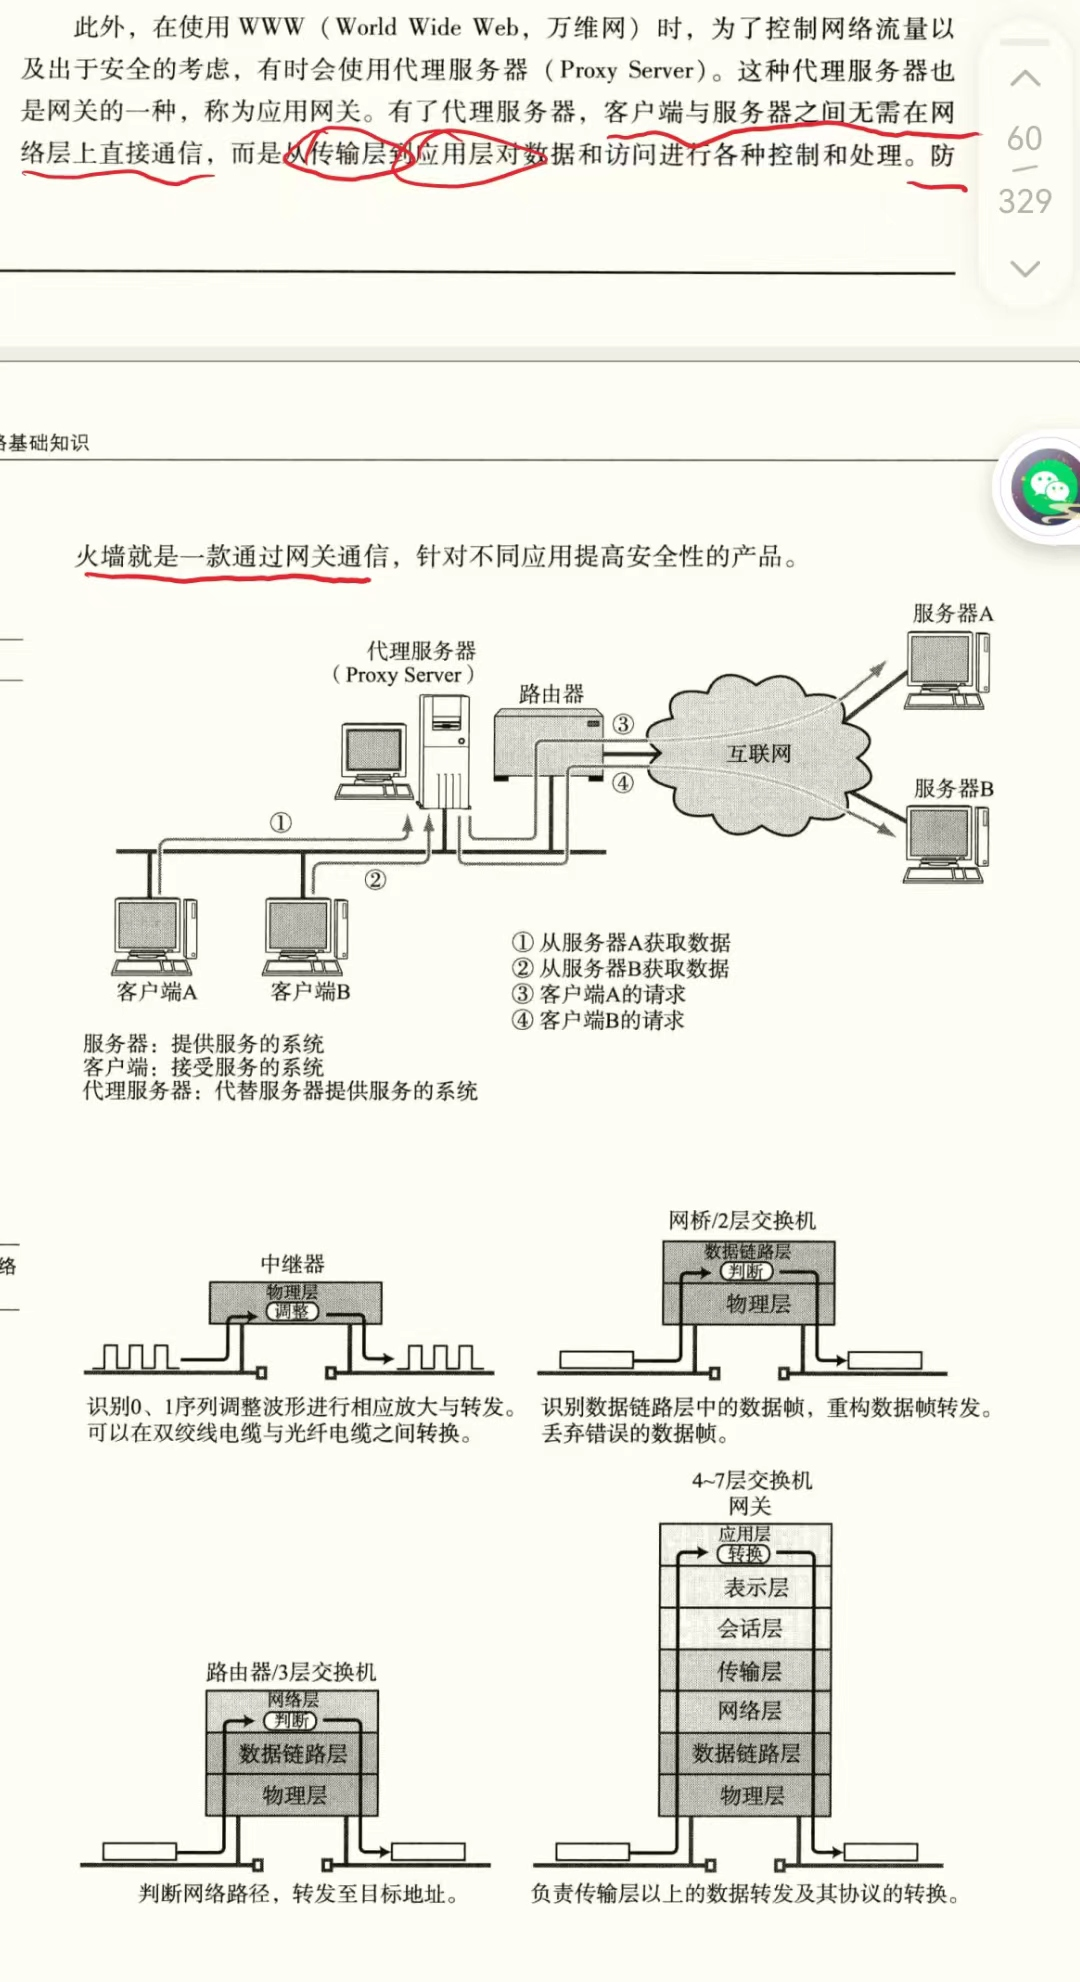 此外，在使用 WWW（World Wide Web，万维网）时，为了控制网络流量以
及出于安全的考虑，有时会使用代理服务器（Proxy Server）。这种代理服务器也
是网关的一种，称为应用网关。有了代理服务器，客户端与服务器之间无需在网
络层上直接通信，而是从传输层到应用层对数据和访问进行各种控制和处理。防
60
329
络基础知识
火墙就是一款通过网关通信，针对不同应用提高安全性的产品。
服务器A
代理服务器
（Proxy Server）
路由器
③
互联网
④
服务器B
①
②
客户端A
客户端B
① 从服务器A获取数据
② 从服务器B获取数据
③ 客户端A的请求
④ 客户端B的请求
服务器：提供服务的系统
客户端：接受服务的系统
代理服务器：代替服务器提供服务的系统
络
中继器
物理层
调整
识别0、1序列调整波形进行相应放大与转发。
可以在双绞线电缆与光纤电缆之间转换。
网桥/2层交换机
数据链路层
判断
物理层
识别数据链路层中的数据帧，重构数据帧转发。
丢弃错误的数据帧。
路由器/3层交换机
网络层
判断
数据链路层
物理层
判断网络路径，转发至目标地址。
4~7层交换机
网关
应用层
转换
表示层
会话层
传输层
网络层
数据链路层
物理层
负责传输层以上的数据转发及其协议的转换。